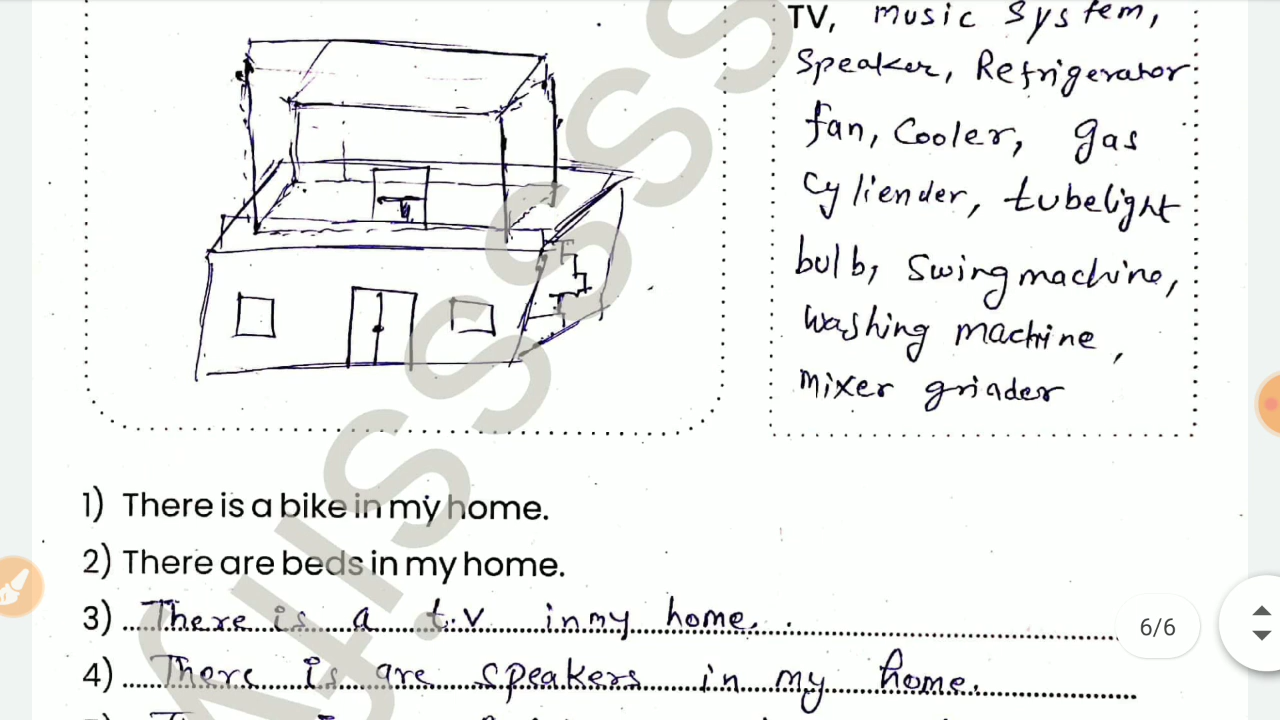 TV, music system,
Speaker, Refrigerator
fan, Cooler, gas
Cyliender, tubelight
bulb, Swing machine,
Washing machine,
mixer grinder
1) There is a bike in my home.
2) There are beds in my home.
3) There is a t.v in my home.
4) There is are speakers in my home.
6/6